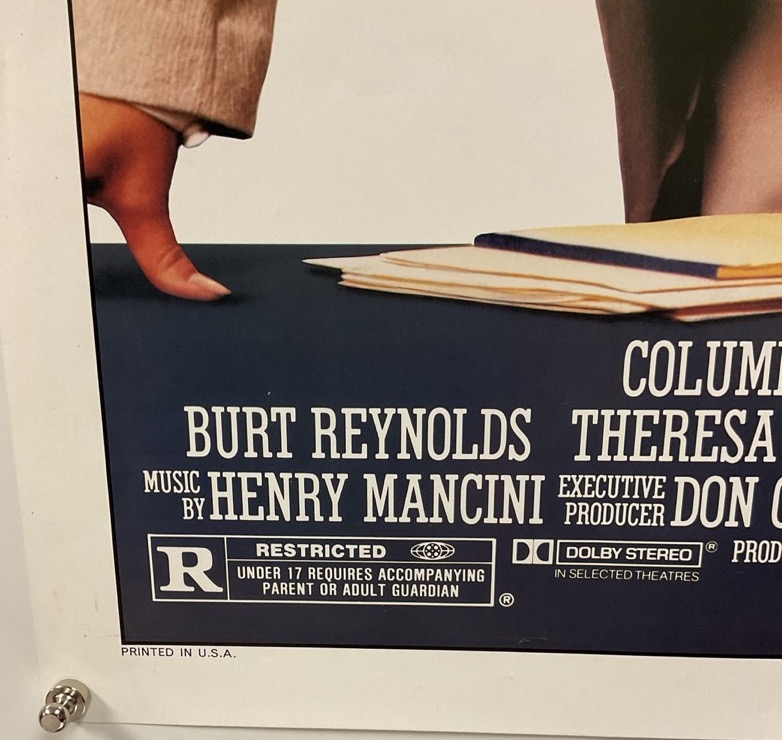 COLUM
BURT REYNOLDS THERESA
MUSIC BY HENRY MANCINI EXECUTIVE PRODUCER DON
R RESTRICTED
UNDER 17 REQUIRES ACCOMPANYING
PARENT OR ADULT GUARDIAN ®
DOLBY STEREO ® PROD
IN SELECTED THEATRES
PRINTED IN U.S.A.